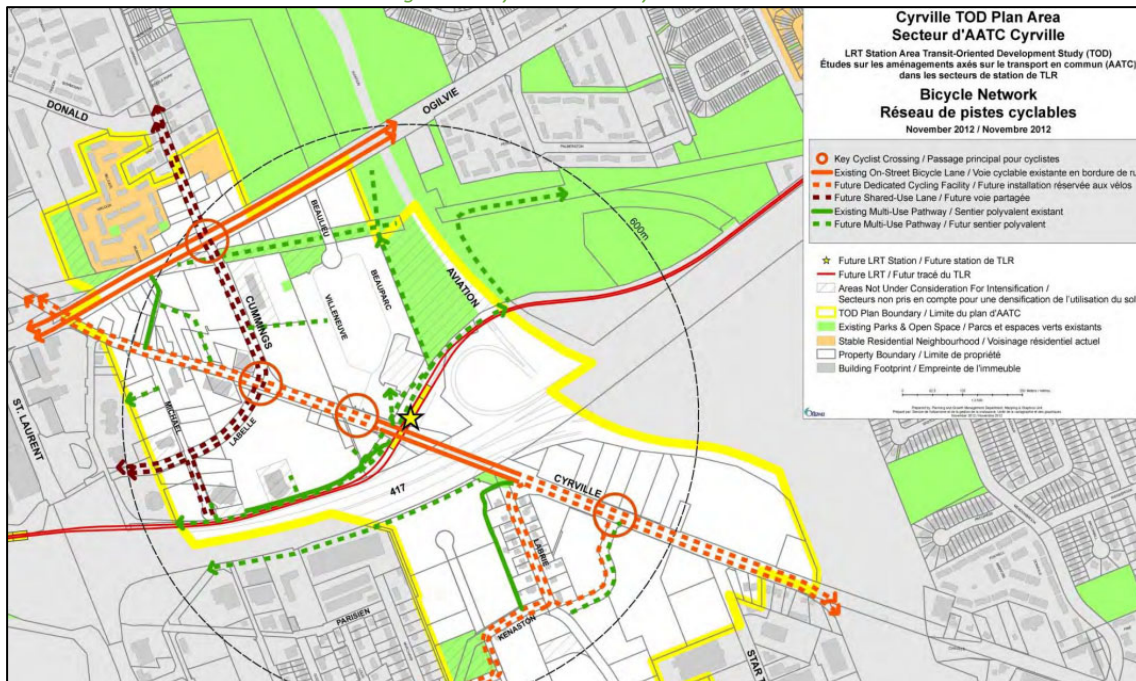 Cyrville TOD Plan Area
Secteur d'AATC Cyrville
LRT Station Area Transit-Oriented Development Study (TOD)
Études sur les aménagements axés sur le transport en commun (AATC)
dans les secteurs de station de TLR
Bicycle Network
Réseau de pistes cyclables
November 2012 / Novembre 2012
Key Cyclist Crossing / Passage principal pour cyclistes
Existing On-Street Bicycle Lane / Voie cyclable existante en bordure de ru
Future Dedicated Cycling Facility / Future installation réservée aux vélos
Future Shared-Use Lane / Future voie partagée
Existing Multi-Use Pathway / Sentier polyvalent existant
Future Multi-Use Pathway / Futur sentier polyvalent
Future LRT Station / Future station de TLR
Future LRT / Futur tracé du TLR
Areas Not Under Consideration For Intensification /
Secteurs non pris en compte pour une densification de l'utilisation du sol
TOD Plan Boundary / Limite du plan d'AATC
Existing Parks & Open Space / Parcs et espaces verts existants
Stable Residential Neighbourhood / Voisinage résidentiel actuel
Property Boundary / Limite de propriété
Building Footprint / Empreinte de l'immeuble
DONALD
OGILVIE
BEAULIEU
600m
AVIATION
BEAUPARC
VILLENEUVE
CUMMINGS
ST. LAURENT
MICHAEL
LABELLE
417
CYRVILLE
LABRIE
PARISIEN
KENASTON
STAR T